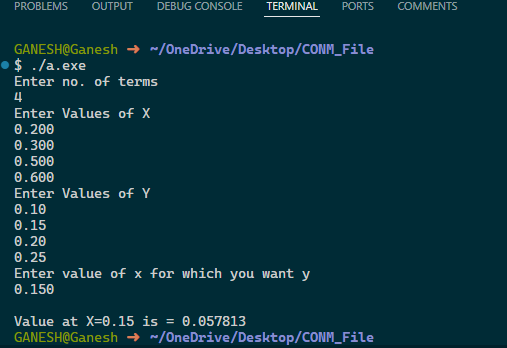 PROBLEMS OUTPUT DEBUG CONSOLE TERMINAL PORTS COMMENTS
GANESH@Ganesh ➜ ~/OneDrive/Desktop/CONM_File
$ ./a.exe
Enter no. of terms
4
Enter Values of X
0.200
0.300
0.500
0.600
Enter Values of Y
0.10
0.15
0.20
0.25
Enter value of x for which you want y
0.150
Value at X=0.15 is = 0.057813
GANESH@Ganesh ➜ ~/OneDrive/Desktop/CONM_File